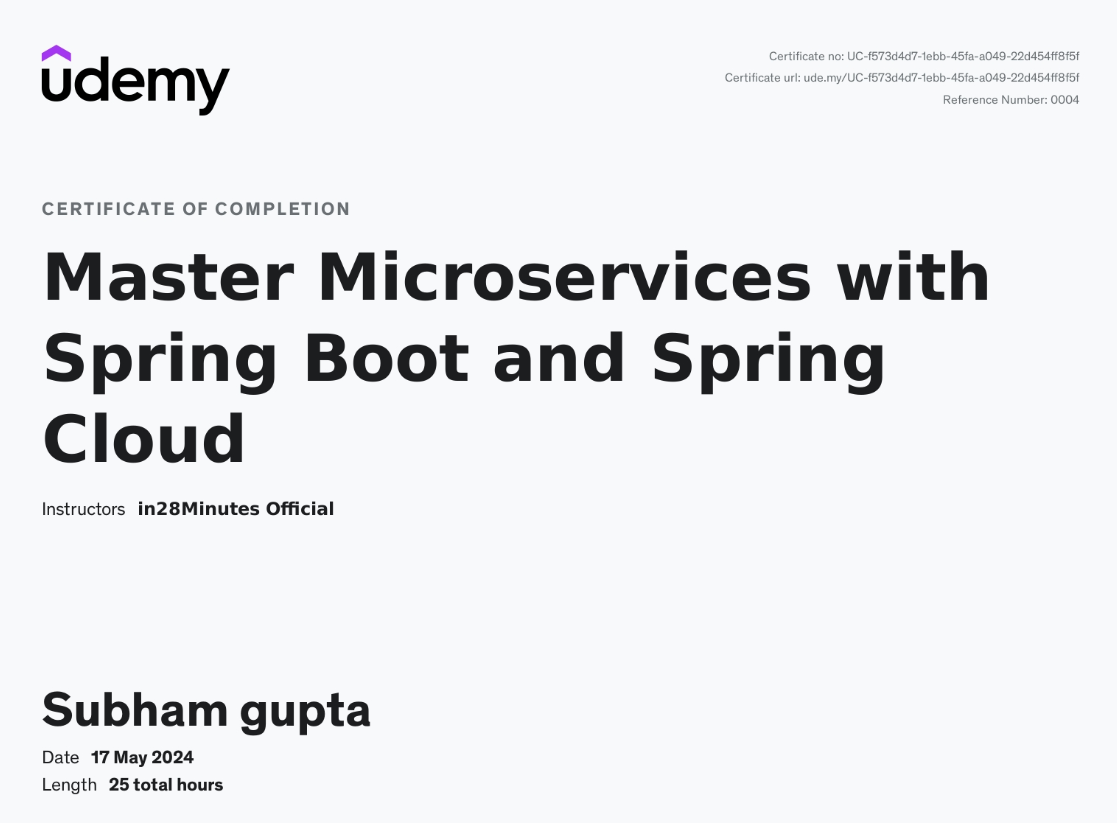 udemy
Certificate no: UC-f573d4d7-1ebb-45fa-a049-22d454ff8f5f
Certificate url: ude.my/UC-f573d4d7-1ebb-45fa-a049-22d454ff8f5f
Reference Number: 0004
CERTIFICATE OF COMPLETION
Master Microservices with
Spring Boot and Spring
Cloud
Instructors in28Minutes Official
Subham gupta
Date 17 May 2024
Length 25 total hours